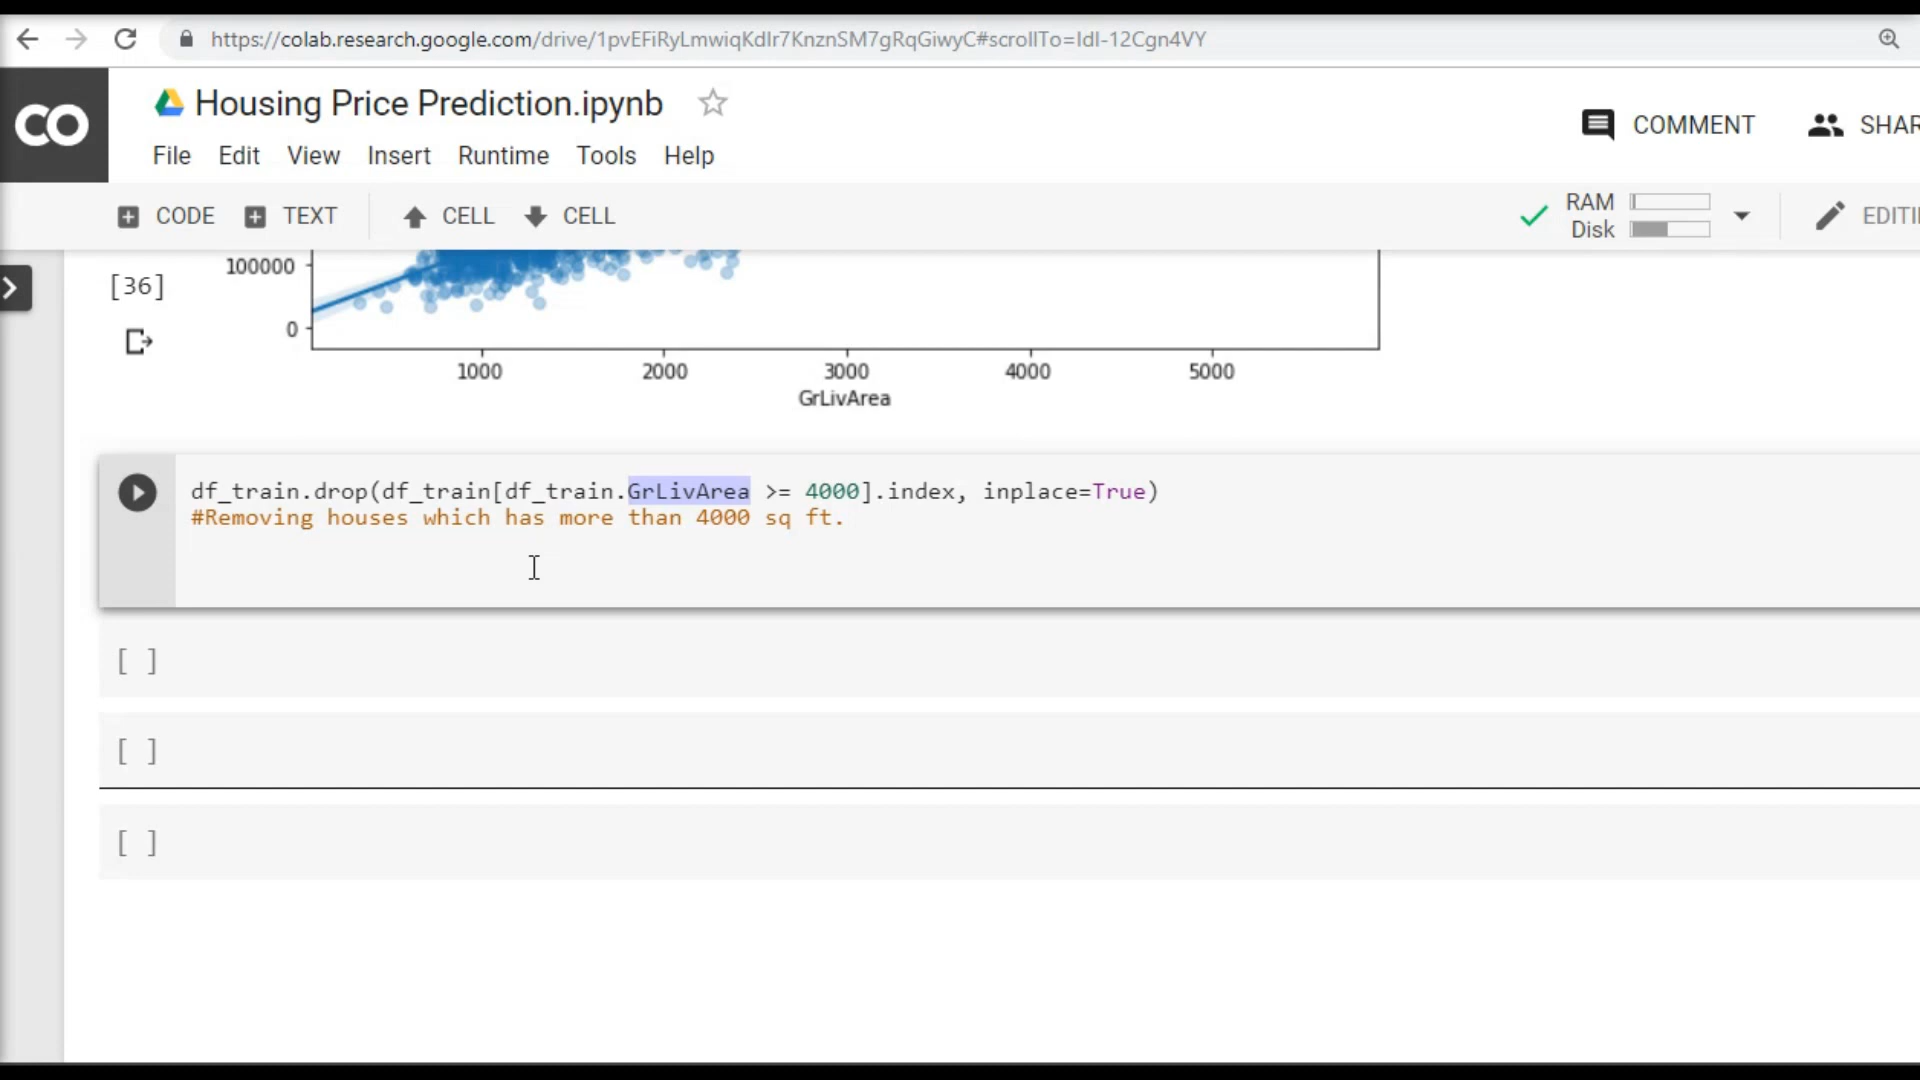 https://colab.research.google.com/drive/1pvEFiRyLmwiqKdIr7KnznSM7gRqGiwyC#scrollTo=IdI-12Cgn4VY
CO
Housing Price Prediction.ipynb
COMMENT
SHAR
File Edit View Insert Runtime Tools Help
CODE TEXT CELL CELL
RAM
Disk
EDITI
[36]
100000
0
1000 2000 3000 4000 5000
GrLivArea
df_train.drop(df_train[df_train.GrLivArea >= 4000].index, inplace=True)
#Removing houses which has more than 4000 sq ft.
[ ]
[ ]
[ ]